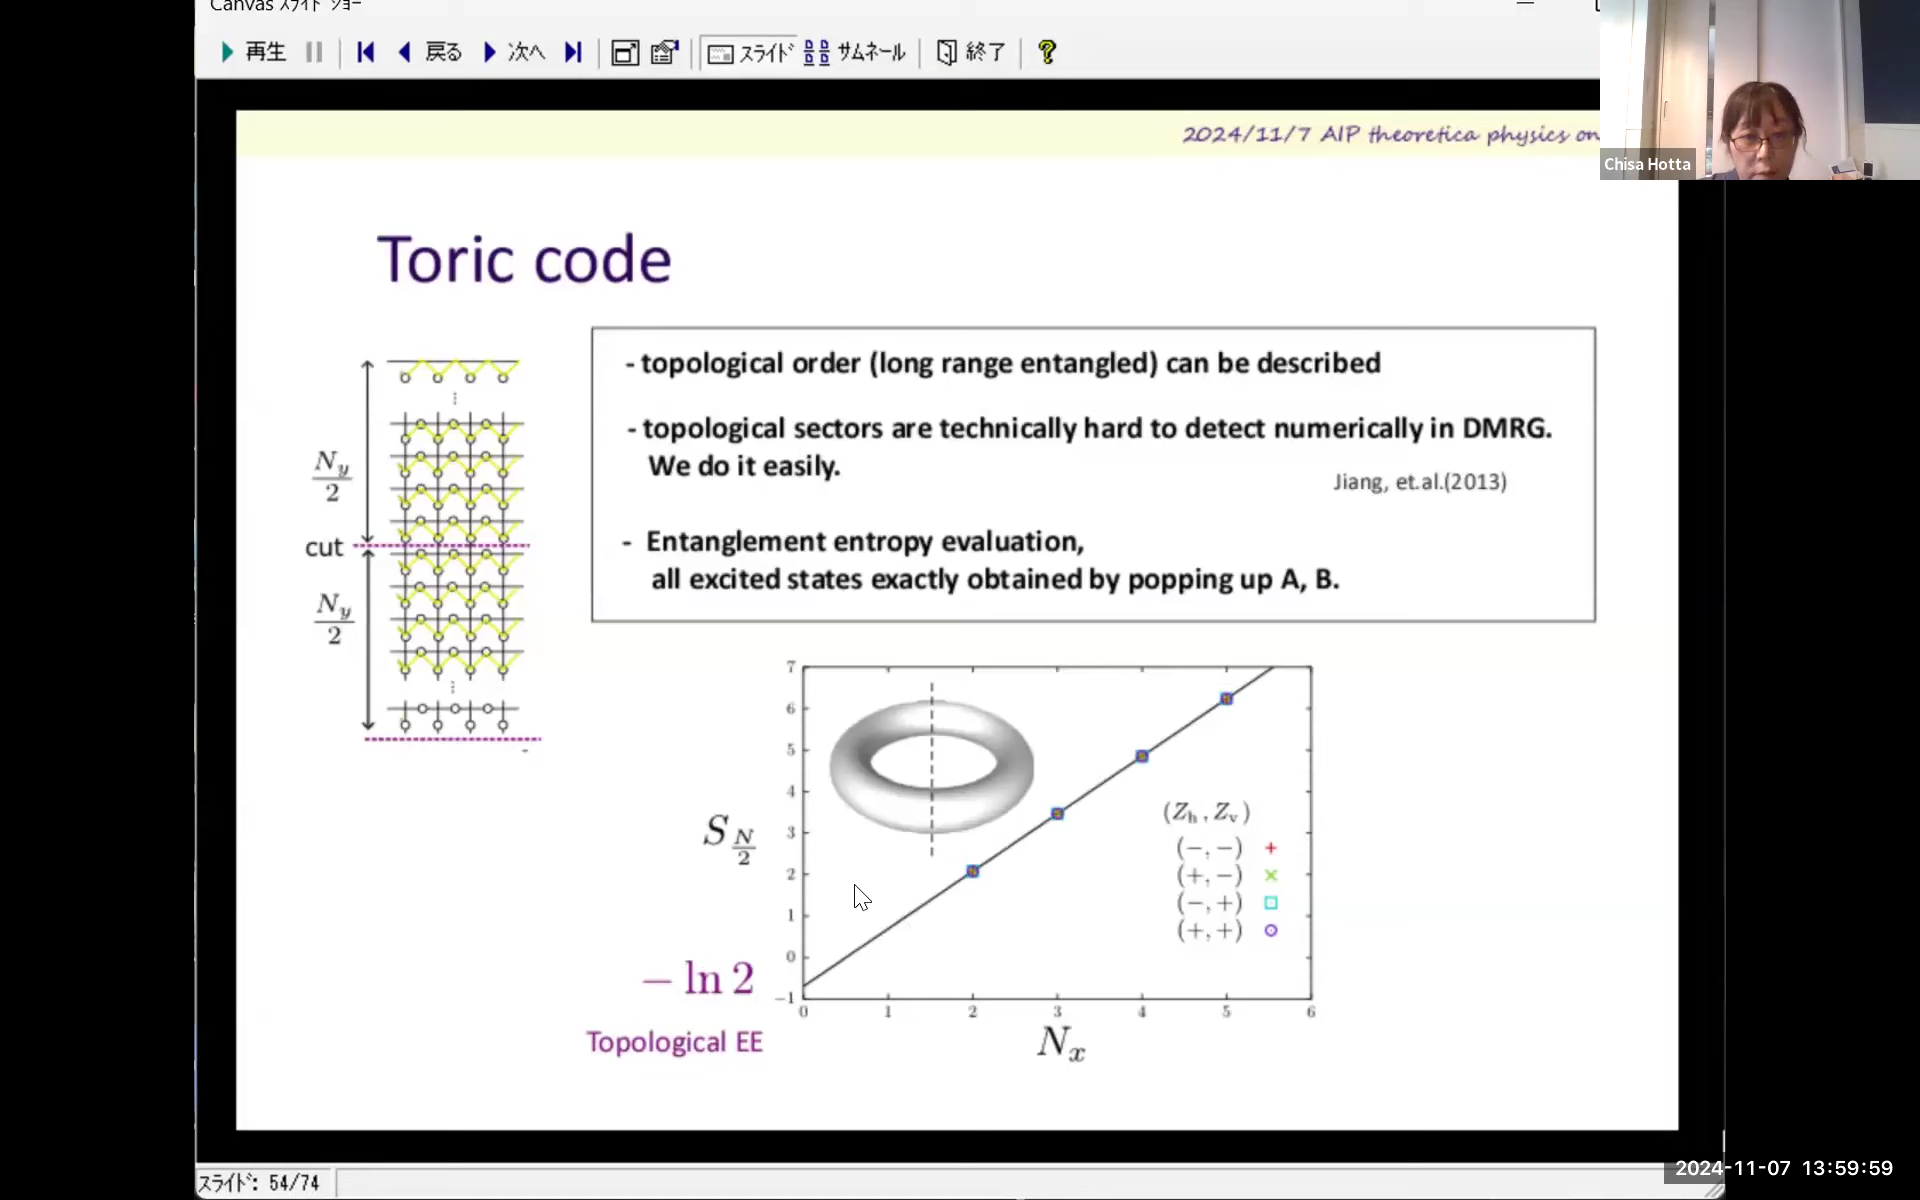 Canvas スライド ショー
再生 戻る 次へ スライド サムネール 終了 ?
2024/11/7 AIP theoretica physics on
Chisa Hotta
Toric code
- topological order (long range entangled) can be described
- topological sectors are technically hard to detect numerically in DMRG.
We do it easily.
Jiang, et.al.(2013)
- Entanglement entropy evaluation,
all excited states exactly obtained by popping up A, B.
N_y/2
cut
N_y/2
7
6
5
4
3
2
1
0
−1
0 1 2 3 4 5 6
S_{N/2}
N_x
(Z_h, Z_v)
(−,−) +
(+,−) ×
(−,+) □
(+,+) ⊙
− ln 2
Topological EE
スライド: 54/74
2024-11-07 13:59:59